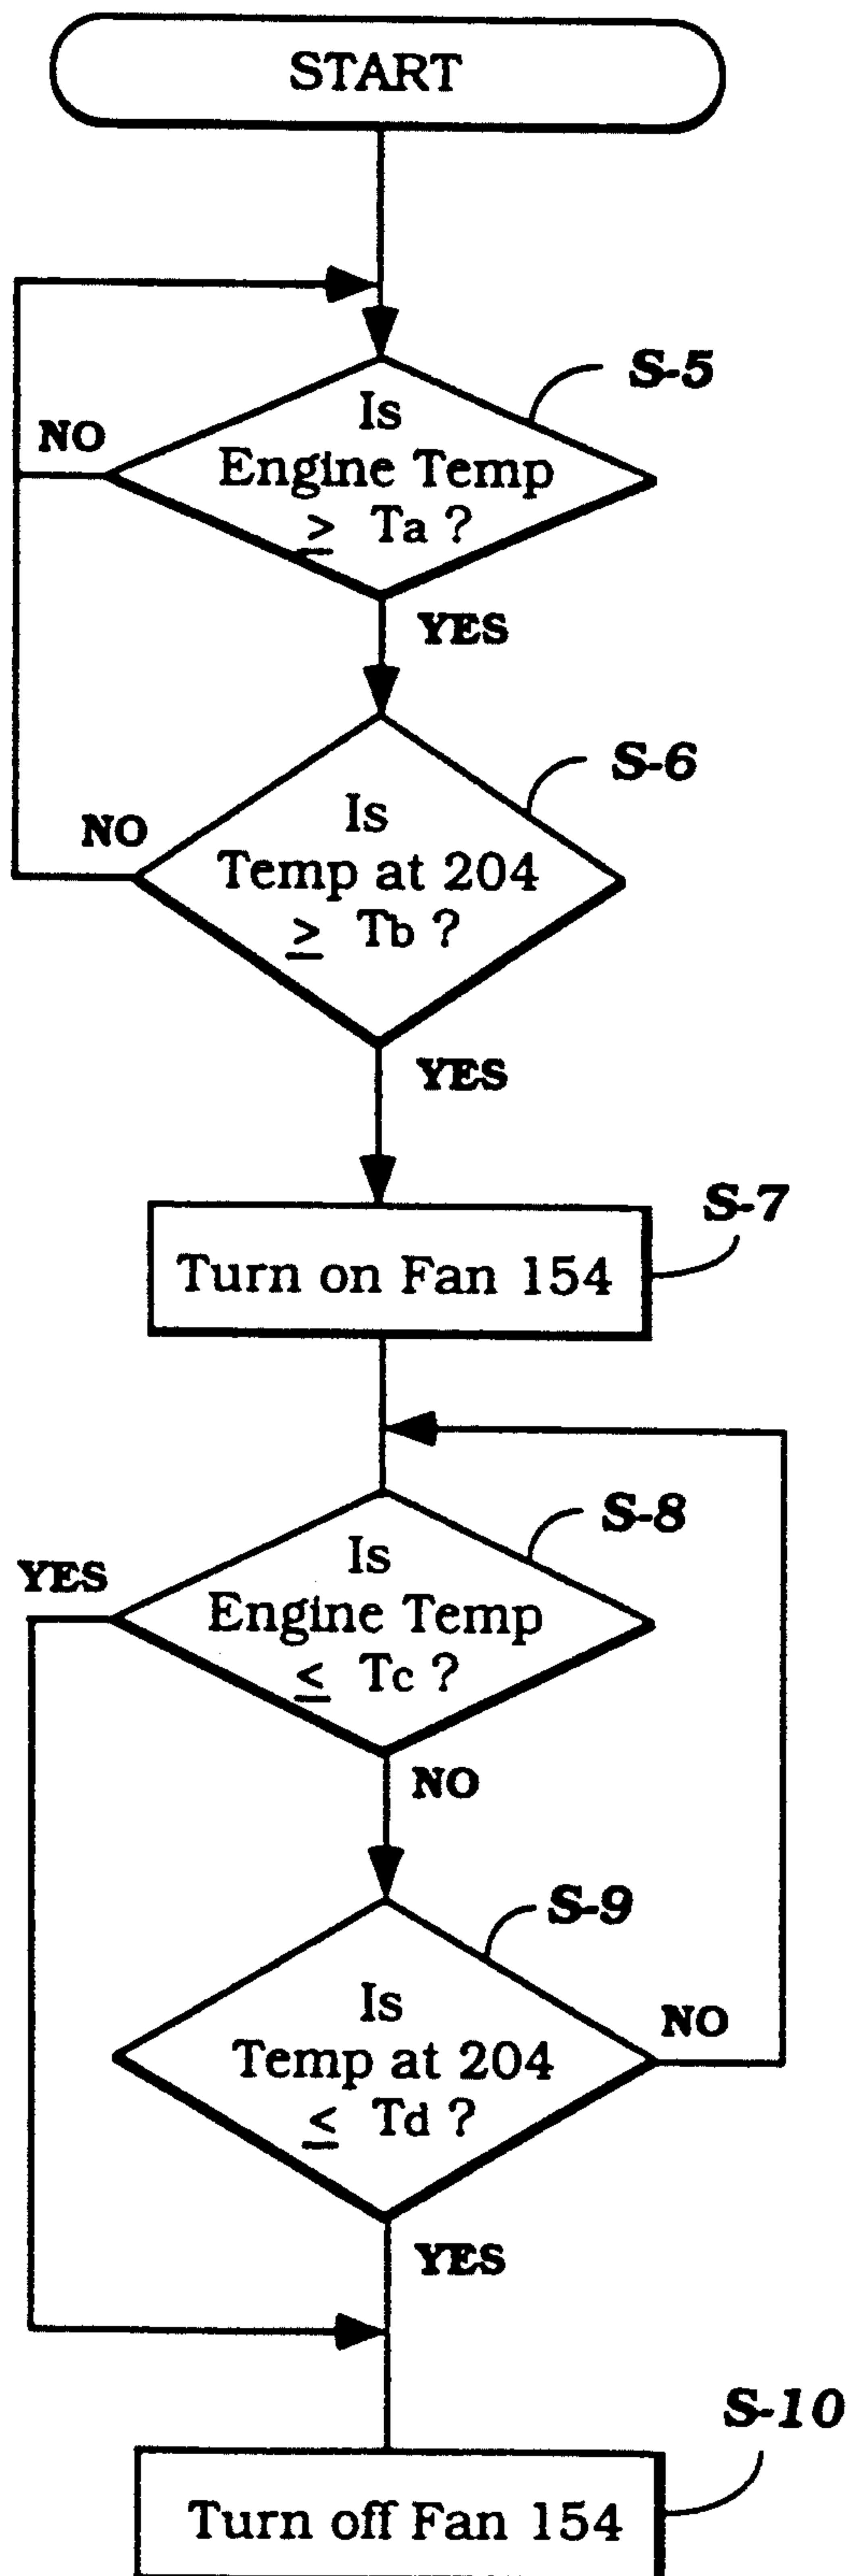 START
S-5
Is
Engine Temp
≥ Ta ?
NO
YES
S-6
Is
Temp at 204
≥ Tb ?
NO
YES
S-7
Turn on Fan 154
S-8
Is
Engine Temp
≤ Tc ?
YES
NO
S-9
Is
Temp at 204
≤ Td ?
NO
YES
S-10
Turn off Fan 154